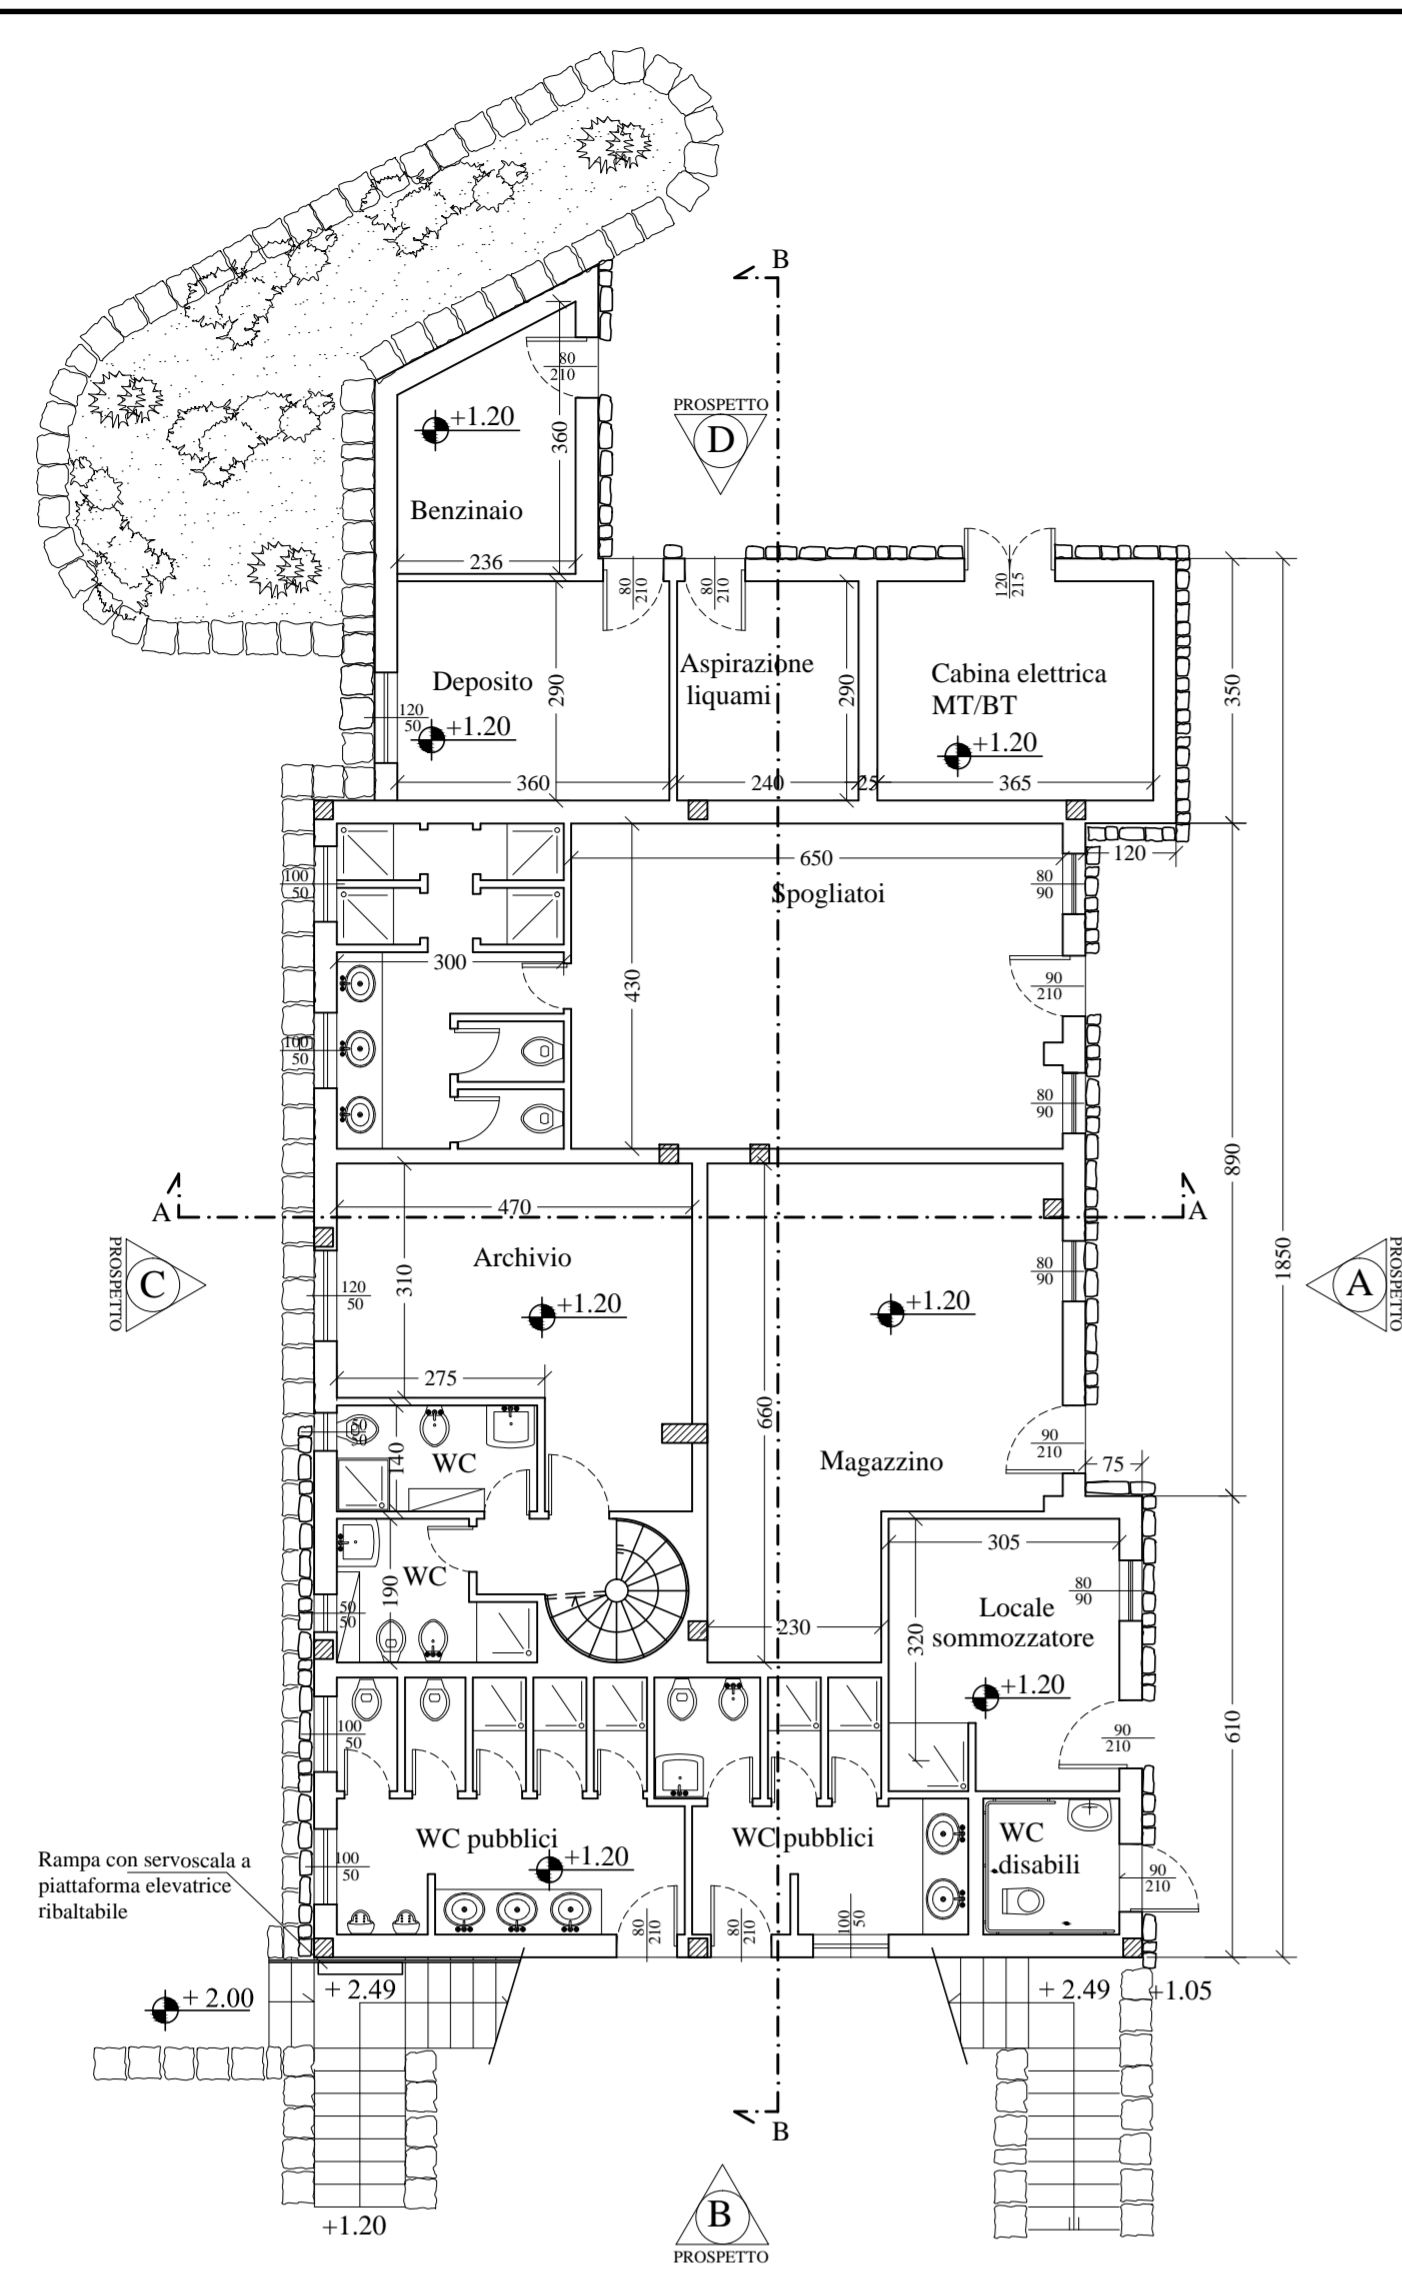 B
PROSPETTO
D
80
210
+1.20
360
Benzinaio
236
80
210
80
210
120
215
Deposito
290
Aspirazione
liquami
290
Cabina elettrica
MT/BT
350
120
50
+1.20
+1.20
360
240
25
365
650
120
100
50
Spogliatoi
80
90
300
430
90
210
100
50
80
90
890
A
470
A
PROSPETTO
C
Archivio
310
120
50
+1.20
+1.20
80
90
1850
A
PROSPETTO
275
660
50
50
140
WC
Magazzino
90
210
75
305
190
WC
80
90
50
50
Locale
sommozzatore
230
320
+1.20
100
50
90
210
610
WC pubblici
WC pubblici
WC
disabili
100
50
+1.20
Rampa con servoscala a
piattaforma elevatrice
ribaltabile
90
210
80
210
80
210
100
50
+ 2.00
+ 2.49
+ 2.49
+1.05
B
+1.20
B
PROSPETTO